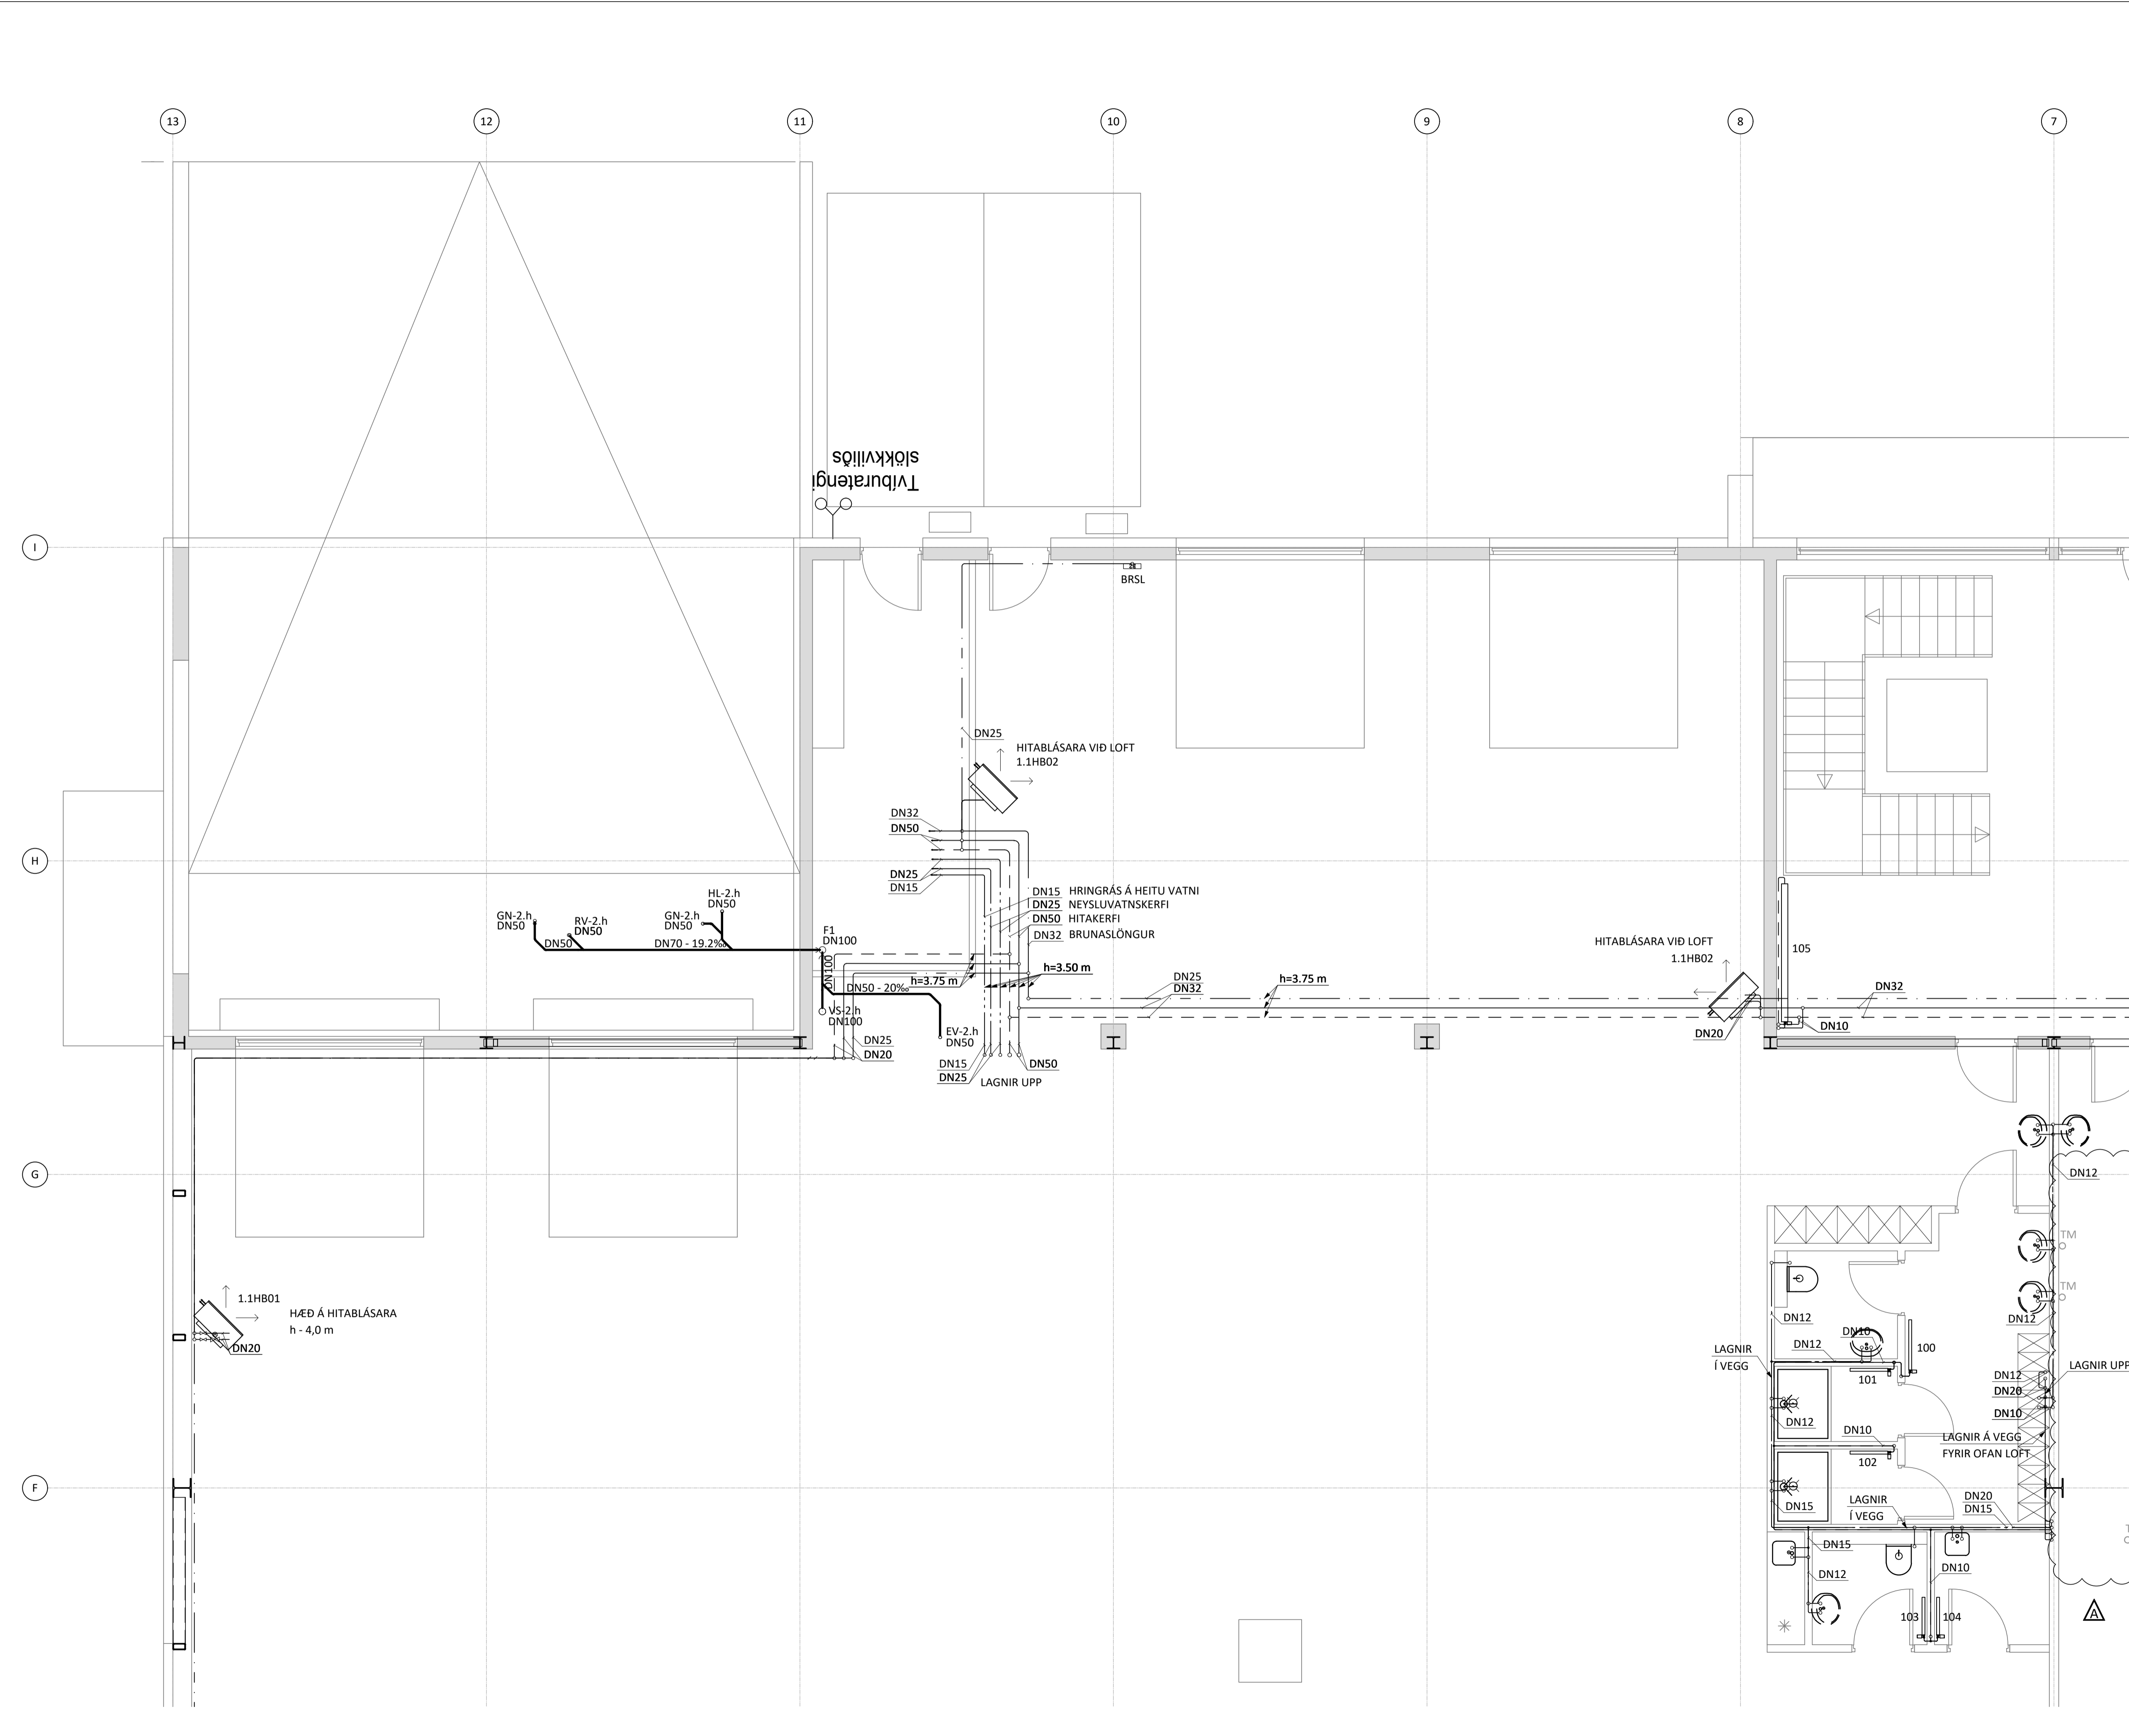 13
12
11
10
9
8
7
Tvíburatengi
slökkviliðs
I
BRSL
DN25
HITABLÁSARA VIÐ LOFT
1.1HB02
DN32
DN50
H
DN25
DN15
DN15 HRINGRÁS Á HEITU VATNI
DN25 NEYSLUVATNSKERFI
DN50 HITAKERFI
DN32 BRUNASLÖNGUR
HL-2.h
DN50
GN-2.h
DN50
RV-2.h
DN50
GN-2.h
DN50
DN50
DN70 - 19.2‰
F1
DN100
DN100
HITABLÁSARA VIÐ LOFT
1.1HB02
105
h=3.75 m
h=3.50 m
DN50 - 20‰
DN25
DN32
h=3.75 m
DN32
VS-2.h
DN100
EV-2.h
DN50
DN25
DN20
DN20
DN10
DN15
DN25
DN50
LAGNIR UPP
G
DN12
TM
TM
1.1HB01
HÆÐ Á HITABLÁSARA
h - 4,0 m
DN20
DN12
DN10
DN12
DN12
LAGNIR
Í VEGG
100
101
LAGNIR UPP
DN12
DN20
DN10
DN12
DN10
LAGNIR Á VEGG
FYRIR OFAN LOFT
102
F
DN15
LAGNIR
Í VEGG
DN20
DN15
DN15
DN12
DN10
103
104
A